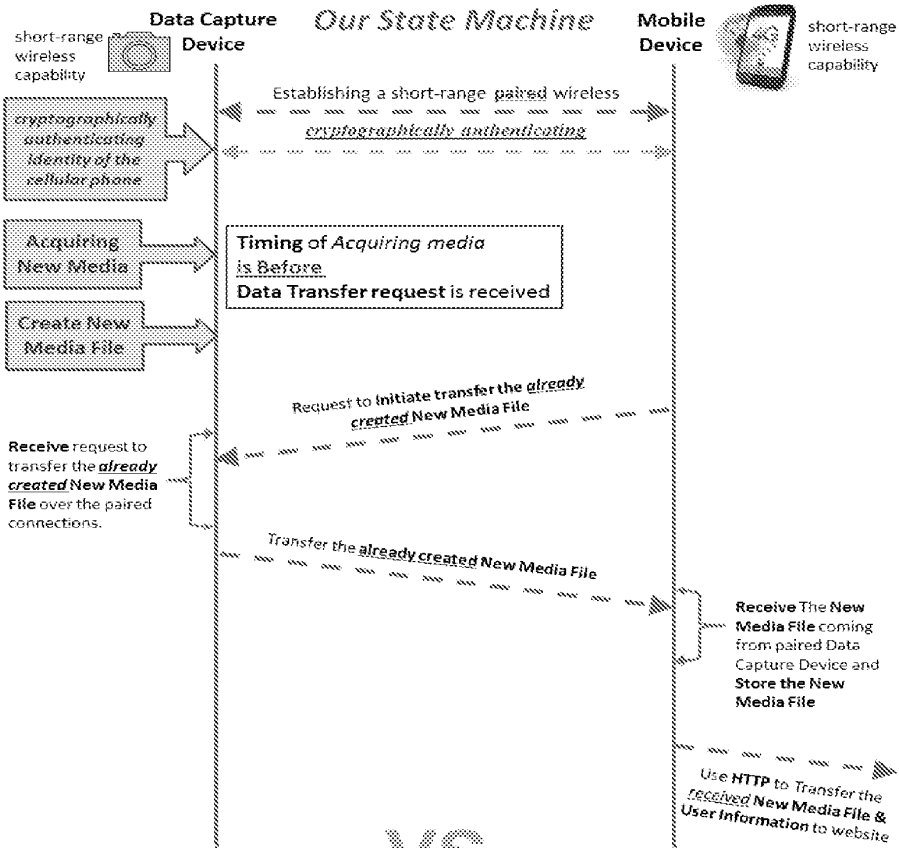 Our State Machine
Data Capture
Device
Mobile
Device
short-range
wireless
capability
short-range
wireless
capability
Establishing a short-range paired wireless
cryptographically authenticating
cryptographically
authenticating
identity of the
cellular phone
Acquiring
New Media
Timing of Acquiring media
is Before
Data Transfer request is received
Create New
Media File
Request to Initiate transfer the already
created New Media File
Receive request to
transfer the already
created New Media
File over the paired
connections.
Transfer the already created New Media File
Receive The New
Media File coming
from paired Data
Capture Device and
Store the New
Media File
Use HTTP to Transfer the
received New Media File &
User Information to website
VS